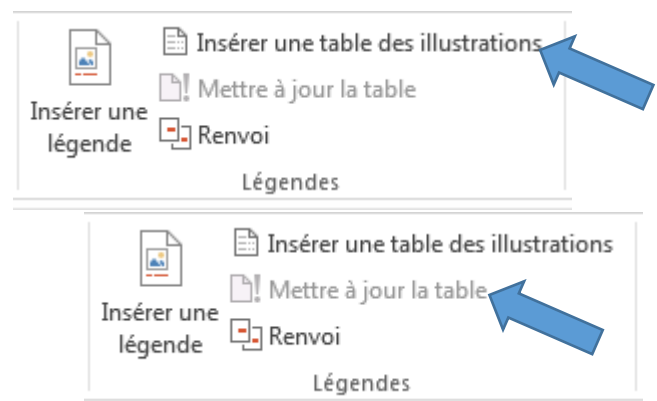 Insérer une table des illustrations
Mettre à jour la table
Insérer une
légende
Renvoi
Légendes
Insérer une table des illustrations
Mettre à jour la table
Insérer une
légende
Renvoi
Légendes